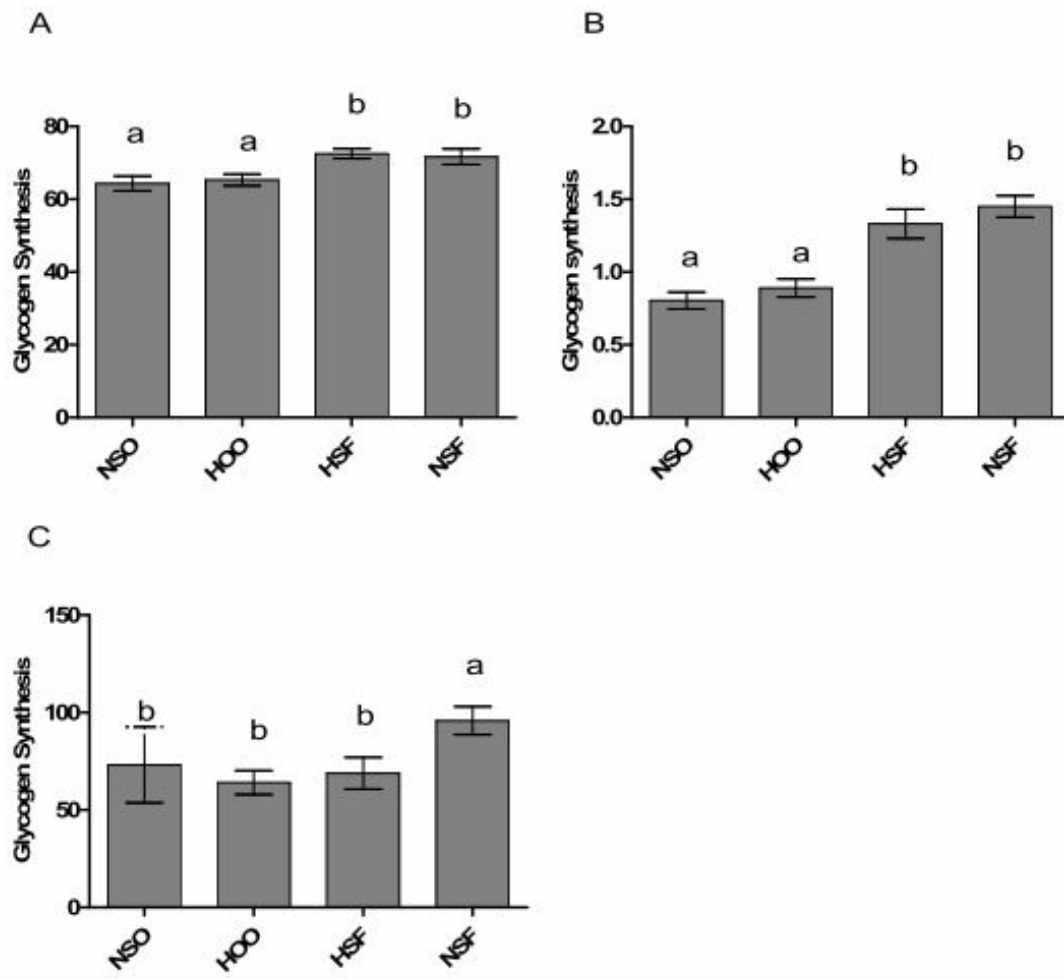 A
B
a
a
b
b
80
60
40
20
0
Glycogen Synthesis
NSO
HOO
HSF
NSF
a
a
b
b
2.0
1.5
1.0
0.5
0.0
Glycogen synthesis
NSO
HOO
HSF
NSF
C
b
b
b
a
150
100
50
0
Glycogen Synthesis
NSO
HOO
HSF
NSF